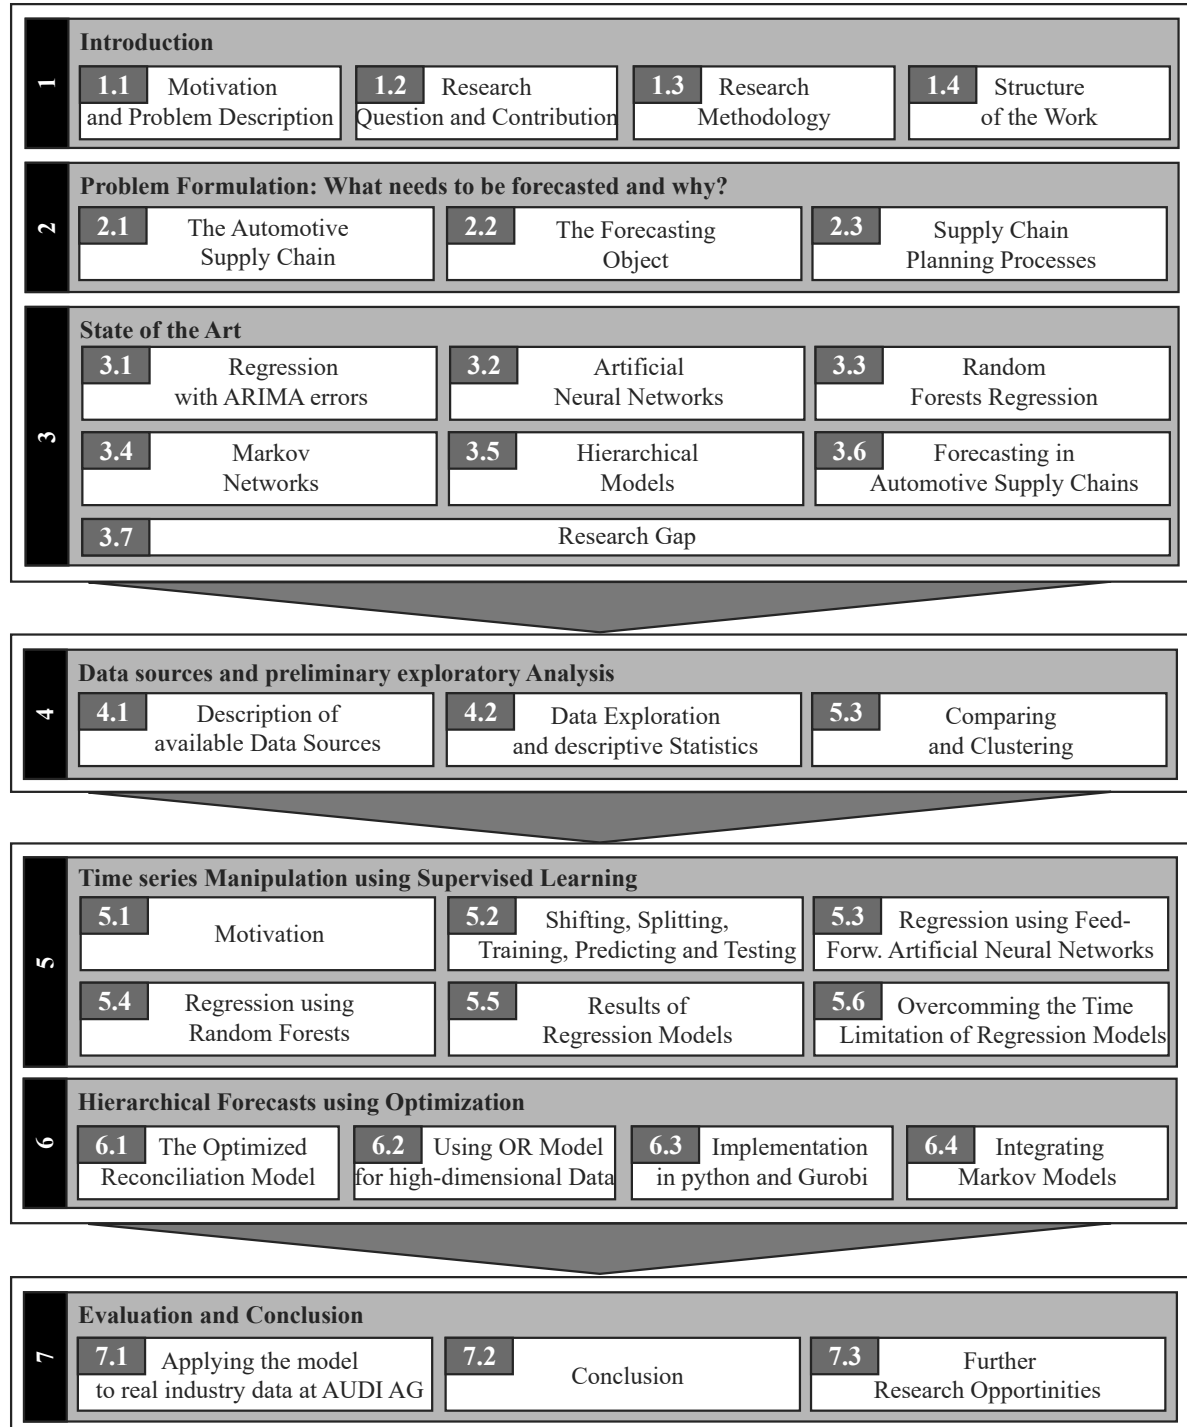 1
Introduction
1.1 Motivation
and Problem Description
1.2 Research
Question and Contribution
1.3 Research
Methodology
1.4 Structure
of the Work
2
Problem Formulation: What needs to be forecasted and why?
2.1 The Automotive
Supply Chain
2.2 The Forecasting
Object
2.3 Supply Chain
Planning Processes
3
State of the Art
3.1 Regression
with ARIMA errors
3.2 Artificial
Neural Networks
3.3 Random
Forests Regression
3.4 Markov
Networks
3.5 Hierarchical
Models
3.6 Forecasting in
Automotive Supply Chains
3.7 Research Gap
4
Data sources and preliminary exploratory Analysis
4.1 Description of
available Data Sources
4.2 Data Exploration
and descriptive Statistics
5.3 Comparing
and Clustering
5
Time series Manipulation using Supervised Learning
5.1 Motivation
5.2 Shifting, Splitting,
Training, Predicting and Testing
5.3 Regression using Feed-
Forw. Artificial Neural Networks
5.4 Regression using
Random Forests
5.5 Results of
Regression Models
5.6 Overcomming the Time
Limitation of Regression Models
6
Hierarchical Forecasts using Optimization
6.1 The Optimized
Reconciliation Model
6.2 Using OR Model
for high-dimensional Data
6.3 Implementation
in python and Gurobi
6.4 Integrating
Markov Models
7
Evaluation and Conclusion
7.1 Applying the model
to real industry data at AUDI AG
7.2 Conclusion
7.3 Further
Research Opportinities